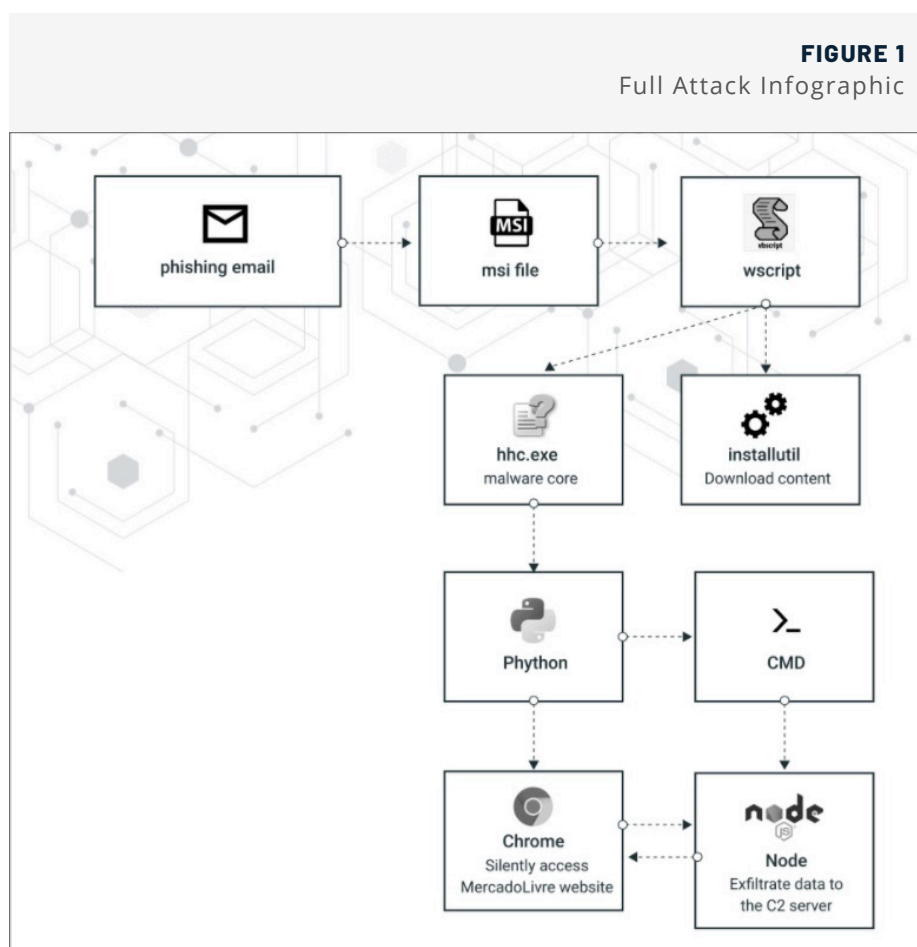 FIGURE 1
Full Attack Infographic
phishing email
MSI
msi file
vbscript
wscript
hhc.exe
malware core
installutil
Download content
Phython
>_
CMD
Chrome
Silently access
MercadoLivre website
node
JS
Node
Exfiltrate data to
the C2 server